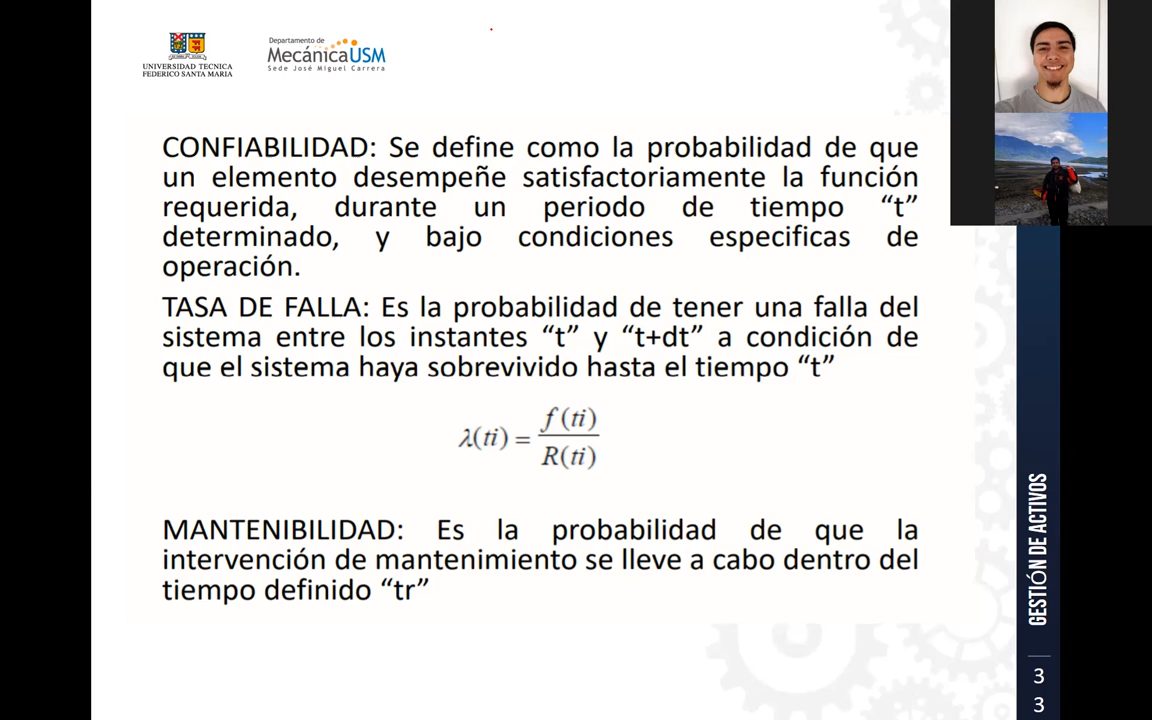 UNIVERSIDAD TECNICA
FEDERICO SANTA MARIA
Departamento de
MecánicaUSM
Sede José Miguel Carrera
CONFIABILIDAD: Se define como la probabilidad de que
un elemento desempeñe satisfactoriamente la función
requerida, durante un periodo de tiempo “t”
determinado, y bajo condiciones especificas de
operación.
TASA DE FALLA: Es la probabilidad de tener una falla del
sistema entre los instantes “t” y “t+dt” a condición de
que el sistema haya sobrevivido hasta el tiempo “t”
λ(ti) = f(ti) / R(ti)
MANTENIBILIDAD: Es la probabilidad de que la
intervención de mantenimiento se lleve a cabo dentro del
tiempo definido “tr”
GESTIÓN DE ACTIVOS
3
3